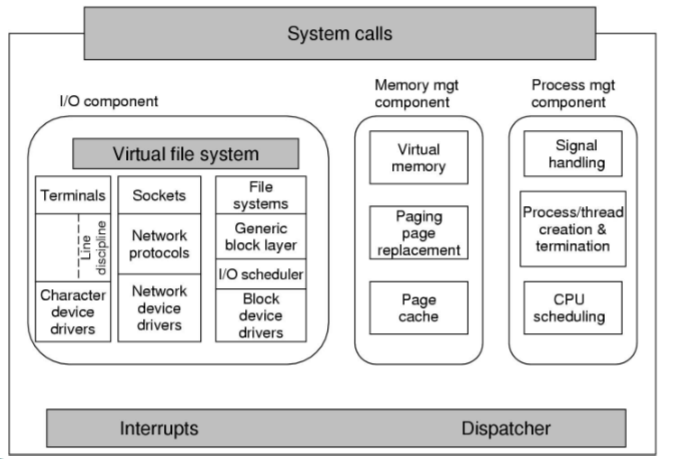 System calls
I/O component
Memory mgt
component
Process mgt
component
Virtual file system
Terminals
Line
discipline
Character
device
drivers
Sockets
Network
protocols
Network
device
drivers
File
systems
Generic
block layer
I/O scheduler
Block
device
drivers
Virtual
memory
Paging
page
replacement
Page
cache
Signal
handling
Process/thread
creation &
termination
CPU
scheduling
Interrupts
Dispatcher